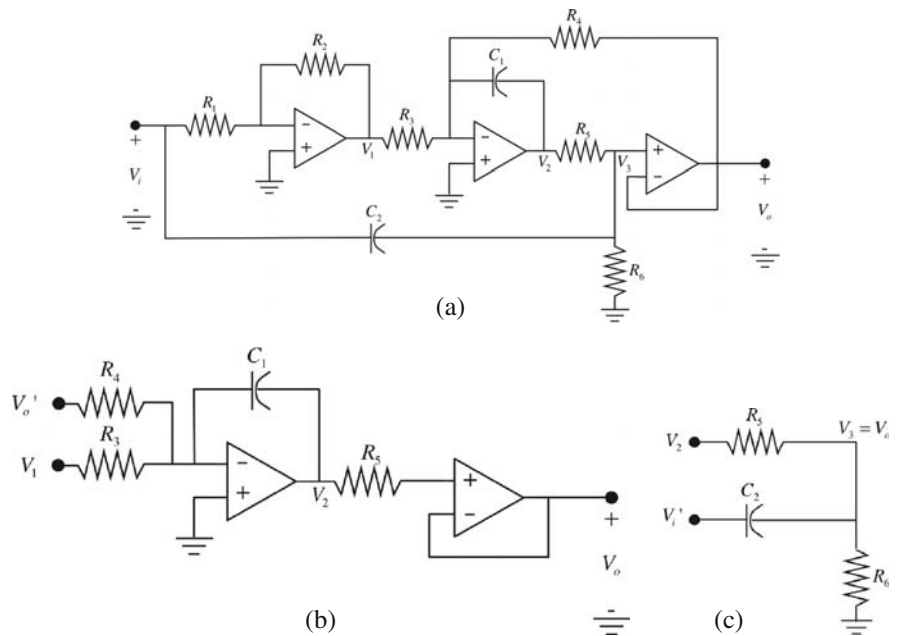 R₄
R₂
C₁
R₁
R₃
R₅
+
V₁
V₂
V₃
+
Vᵢ
Vₒ
C₂
R₆
(a)
C₁
R₄
Vₒ'
R₃
V₁
R₅
V₂
+
Vₒ
(b)
R₅
V₃ = Vₒ
V₂
C₂
Vᵢ'
R₆
(c)